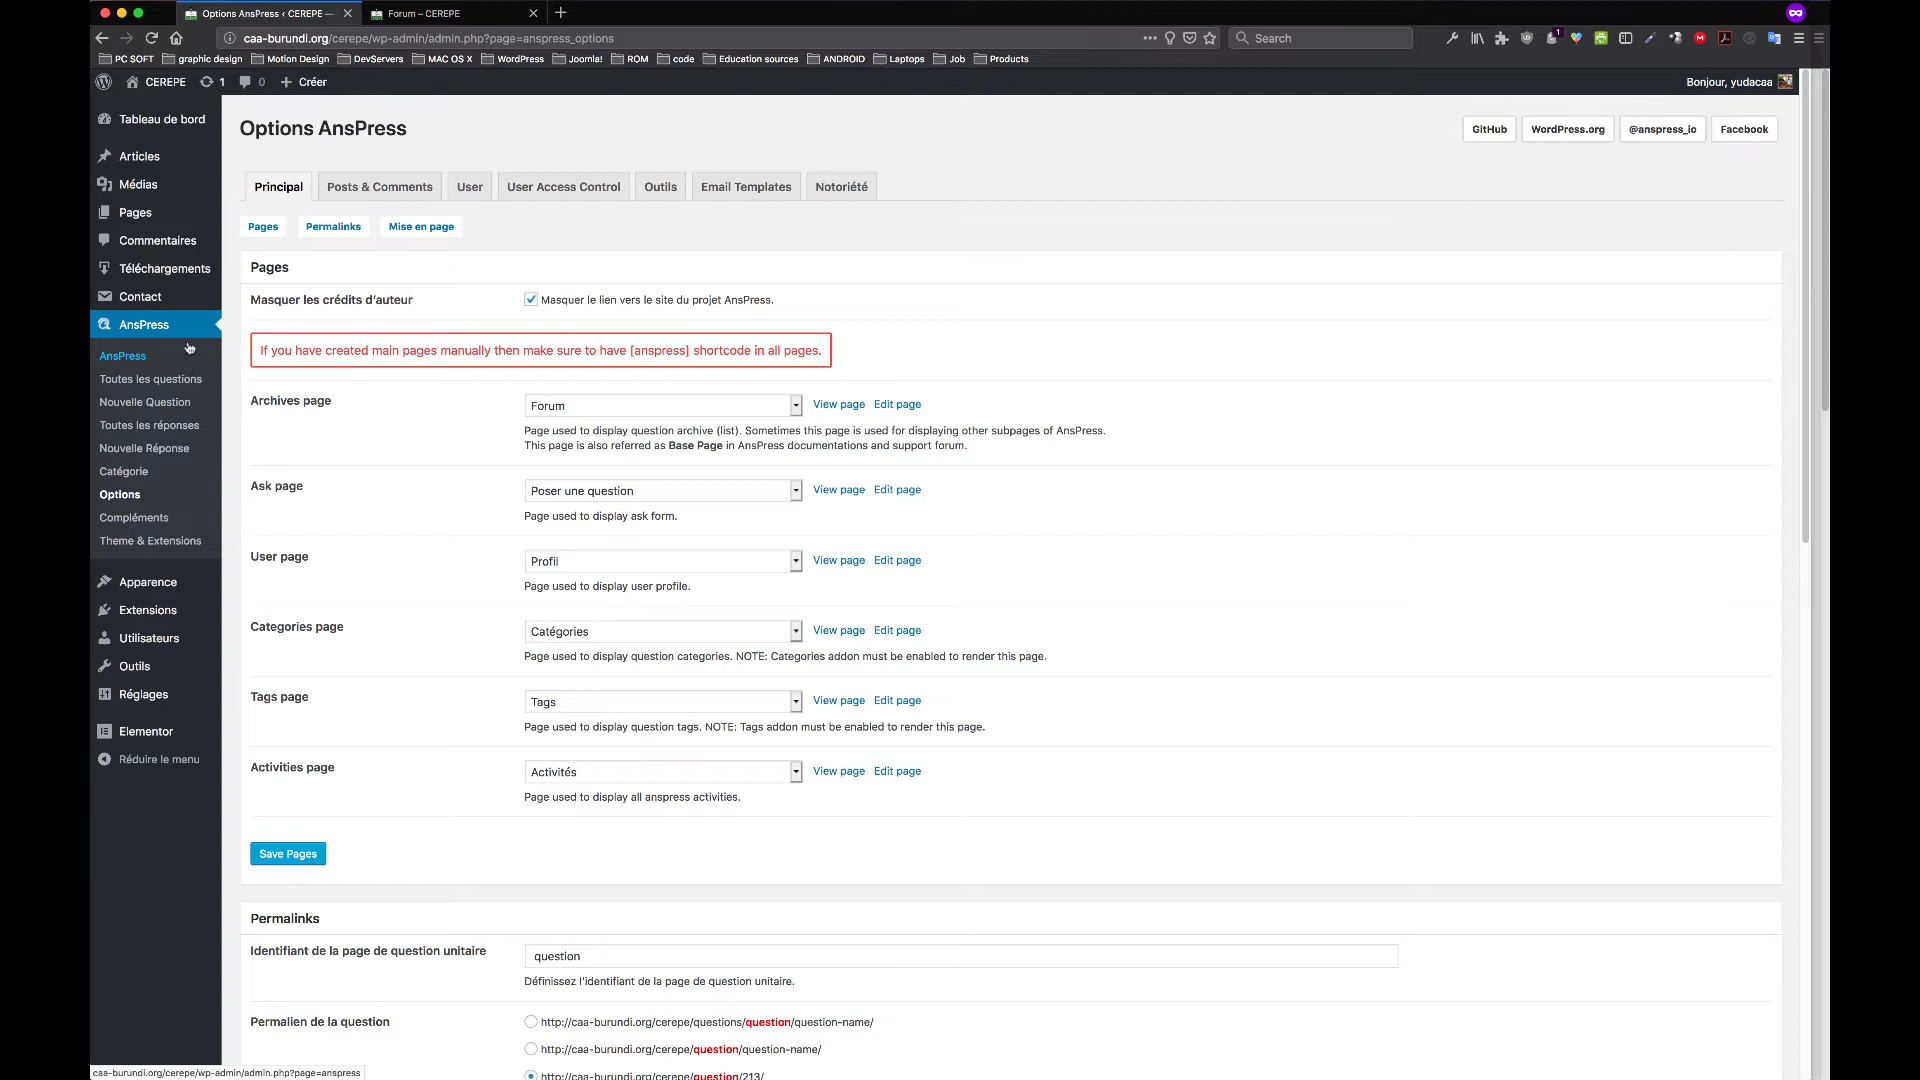 Options AnsPress ‹ CEREPE —
Forum – CEREPE
caa-burundi.org/cerepe/wp-admin/admin.php?page=anspress_options
Search
1
PC SOFT graphic design Motion Design DevServers MAC OS X WordPress Joomla! ROM code Education sources ANDROID Laptops Job Products
CEREPE 1 0 Créer
Bonjour, yudacaa
Tableau de bord
Articles
Médias
Pages
Commentaires
Téléchargements
Contact
AnsPress
AnsPress
Toutes les questions
Nouvelle Question
Toutes les réponses
Nouvelle Réponse
Catégorie
Options
Compléments
Theme & Extensions
Apparence
Extensions
Utilisateurs
Outils
Réglages
Elementor
Réduire le menu
Options AnsPress
GitHub WordPress.org @anspress_io Facebook
Principal Posts & Comments User User Access Control Outils Email Templates Notoriété
Pages Permalinks Mise en page
Pages
Masquer les crédits d'auteur
Masquer le lien vers le site du projet AnsPress.
If you have created main pages manually then make sure to have [anspress] shortcode in all pages.
Archives page
Forum View page Edit page
Page used to display question archive (list). Sometimes this page is used for displaying other subpages of AnsPress.
This page is also referred as Base Page in AnsPress documentations and support forum.
Ask page
Poser une question View page Edit page
Page used to display ask form.
User page
Profil View page Edit page
Page used to display user profile.
Categories page
Catégories View page Edit page
Page used to display question categories. NOTE: Categories addon must be enabled to render this page.
Tags page
Tags View page Edit page
Page used to display question tags. NOTE: Tags addon must be enabled to render this page.
Activities page
Activités View page Edit page
Page used to display all anspress activities.
Save Pages
Permalinks
Identifiant de la page de question unitaire
question
Définissez l'identifiant de la page de question unitaire.
Permalien de la question
http://caa-burundi.org/cerepe/questions/question/question-name/
http://caa-burundi.org/cerepe/question/question-name/
http://caa-burundi.org/cerepe/question/213/
caa-burundi.org/cerepe/wp-admin/admin.php?page=anspress